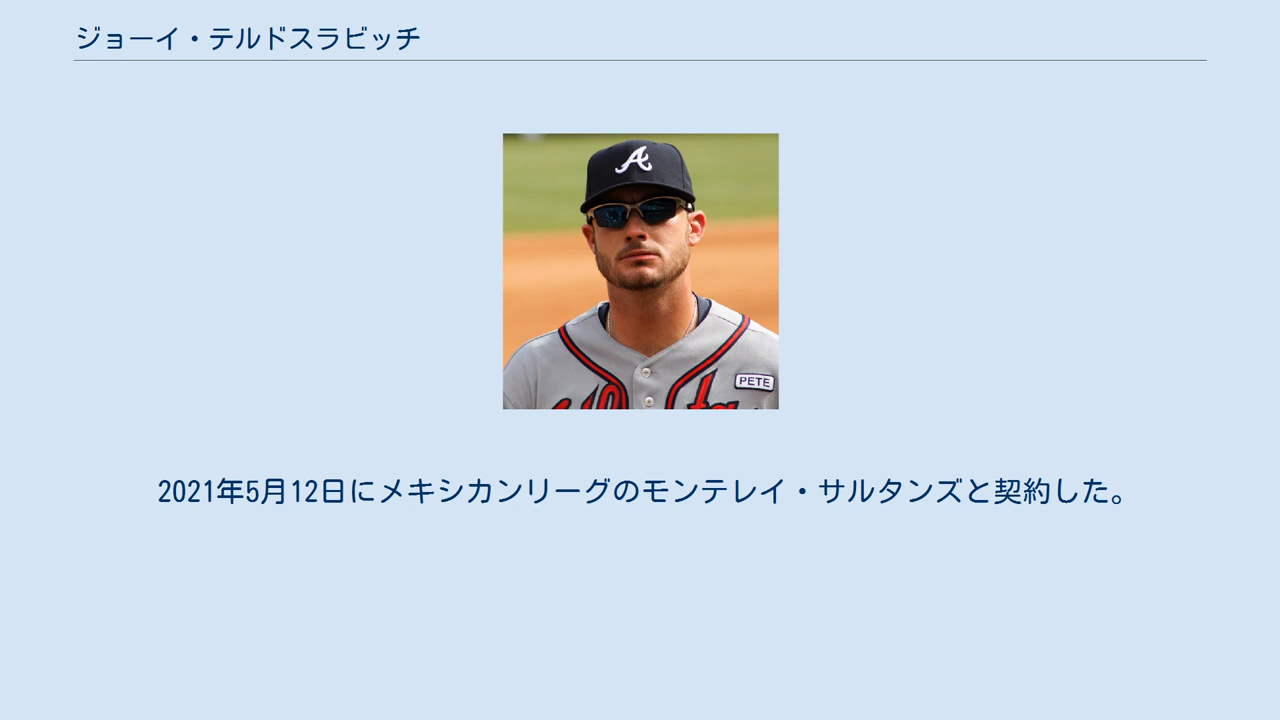 ジョーイ・テルドスラビッチ
A
PETE
2021年5月12日にメキシカンリーグのモンテレイ・サルタンズと契約した。